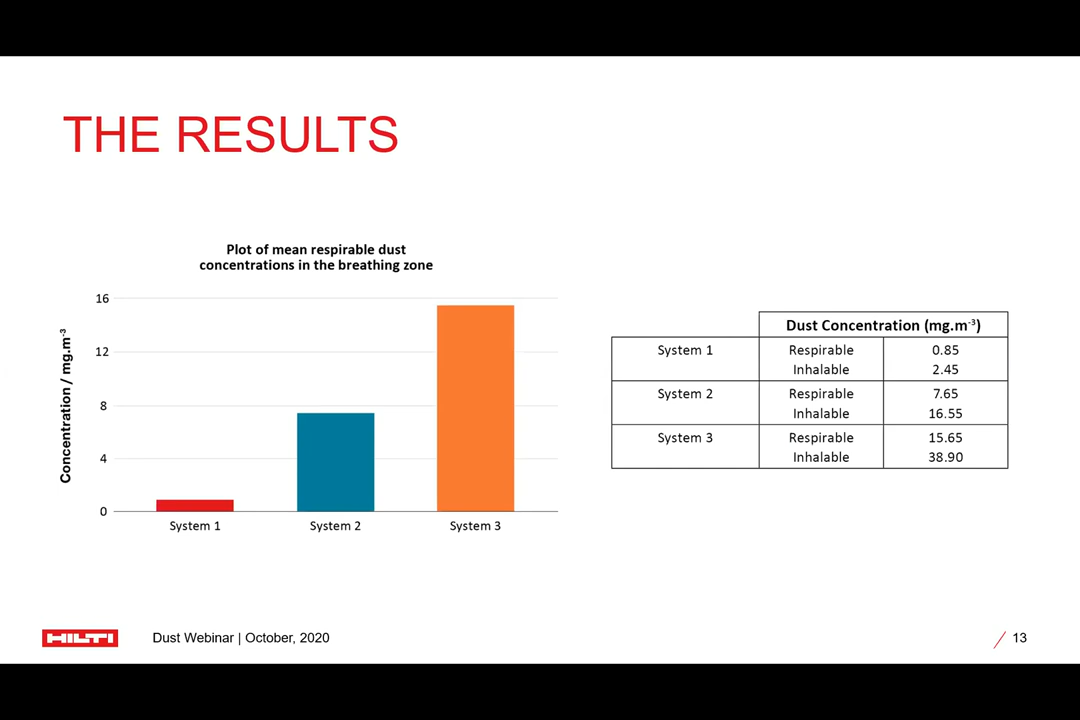 THE RESULTS
Plot of mean respirable dust
concentrations in the breathing zone
Concentration / mg.m-3
16
12
8
4
0
System 1 System 2 System 3
Dust Concentration (mg.m-3)
System 1 Respirable 0.85
Inhalable 2.45
System 2 Respirable 7.65
Inhalable 16.55
System 3 Respirable 15.65
Inhalable 38.90
HILTI Dust Webinar | October, 2020 13